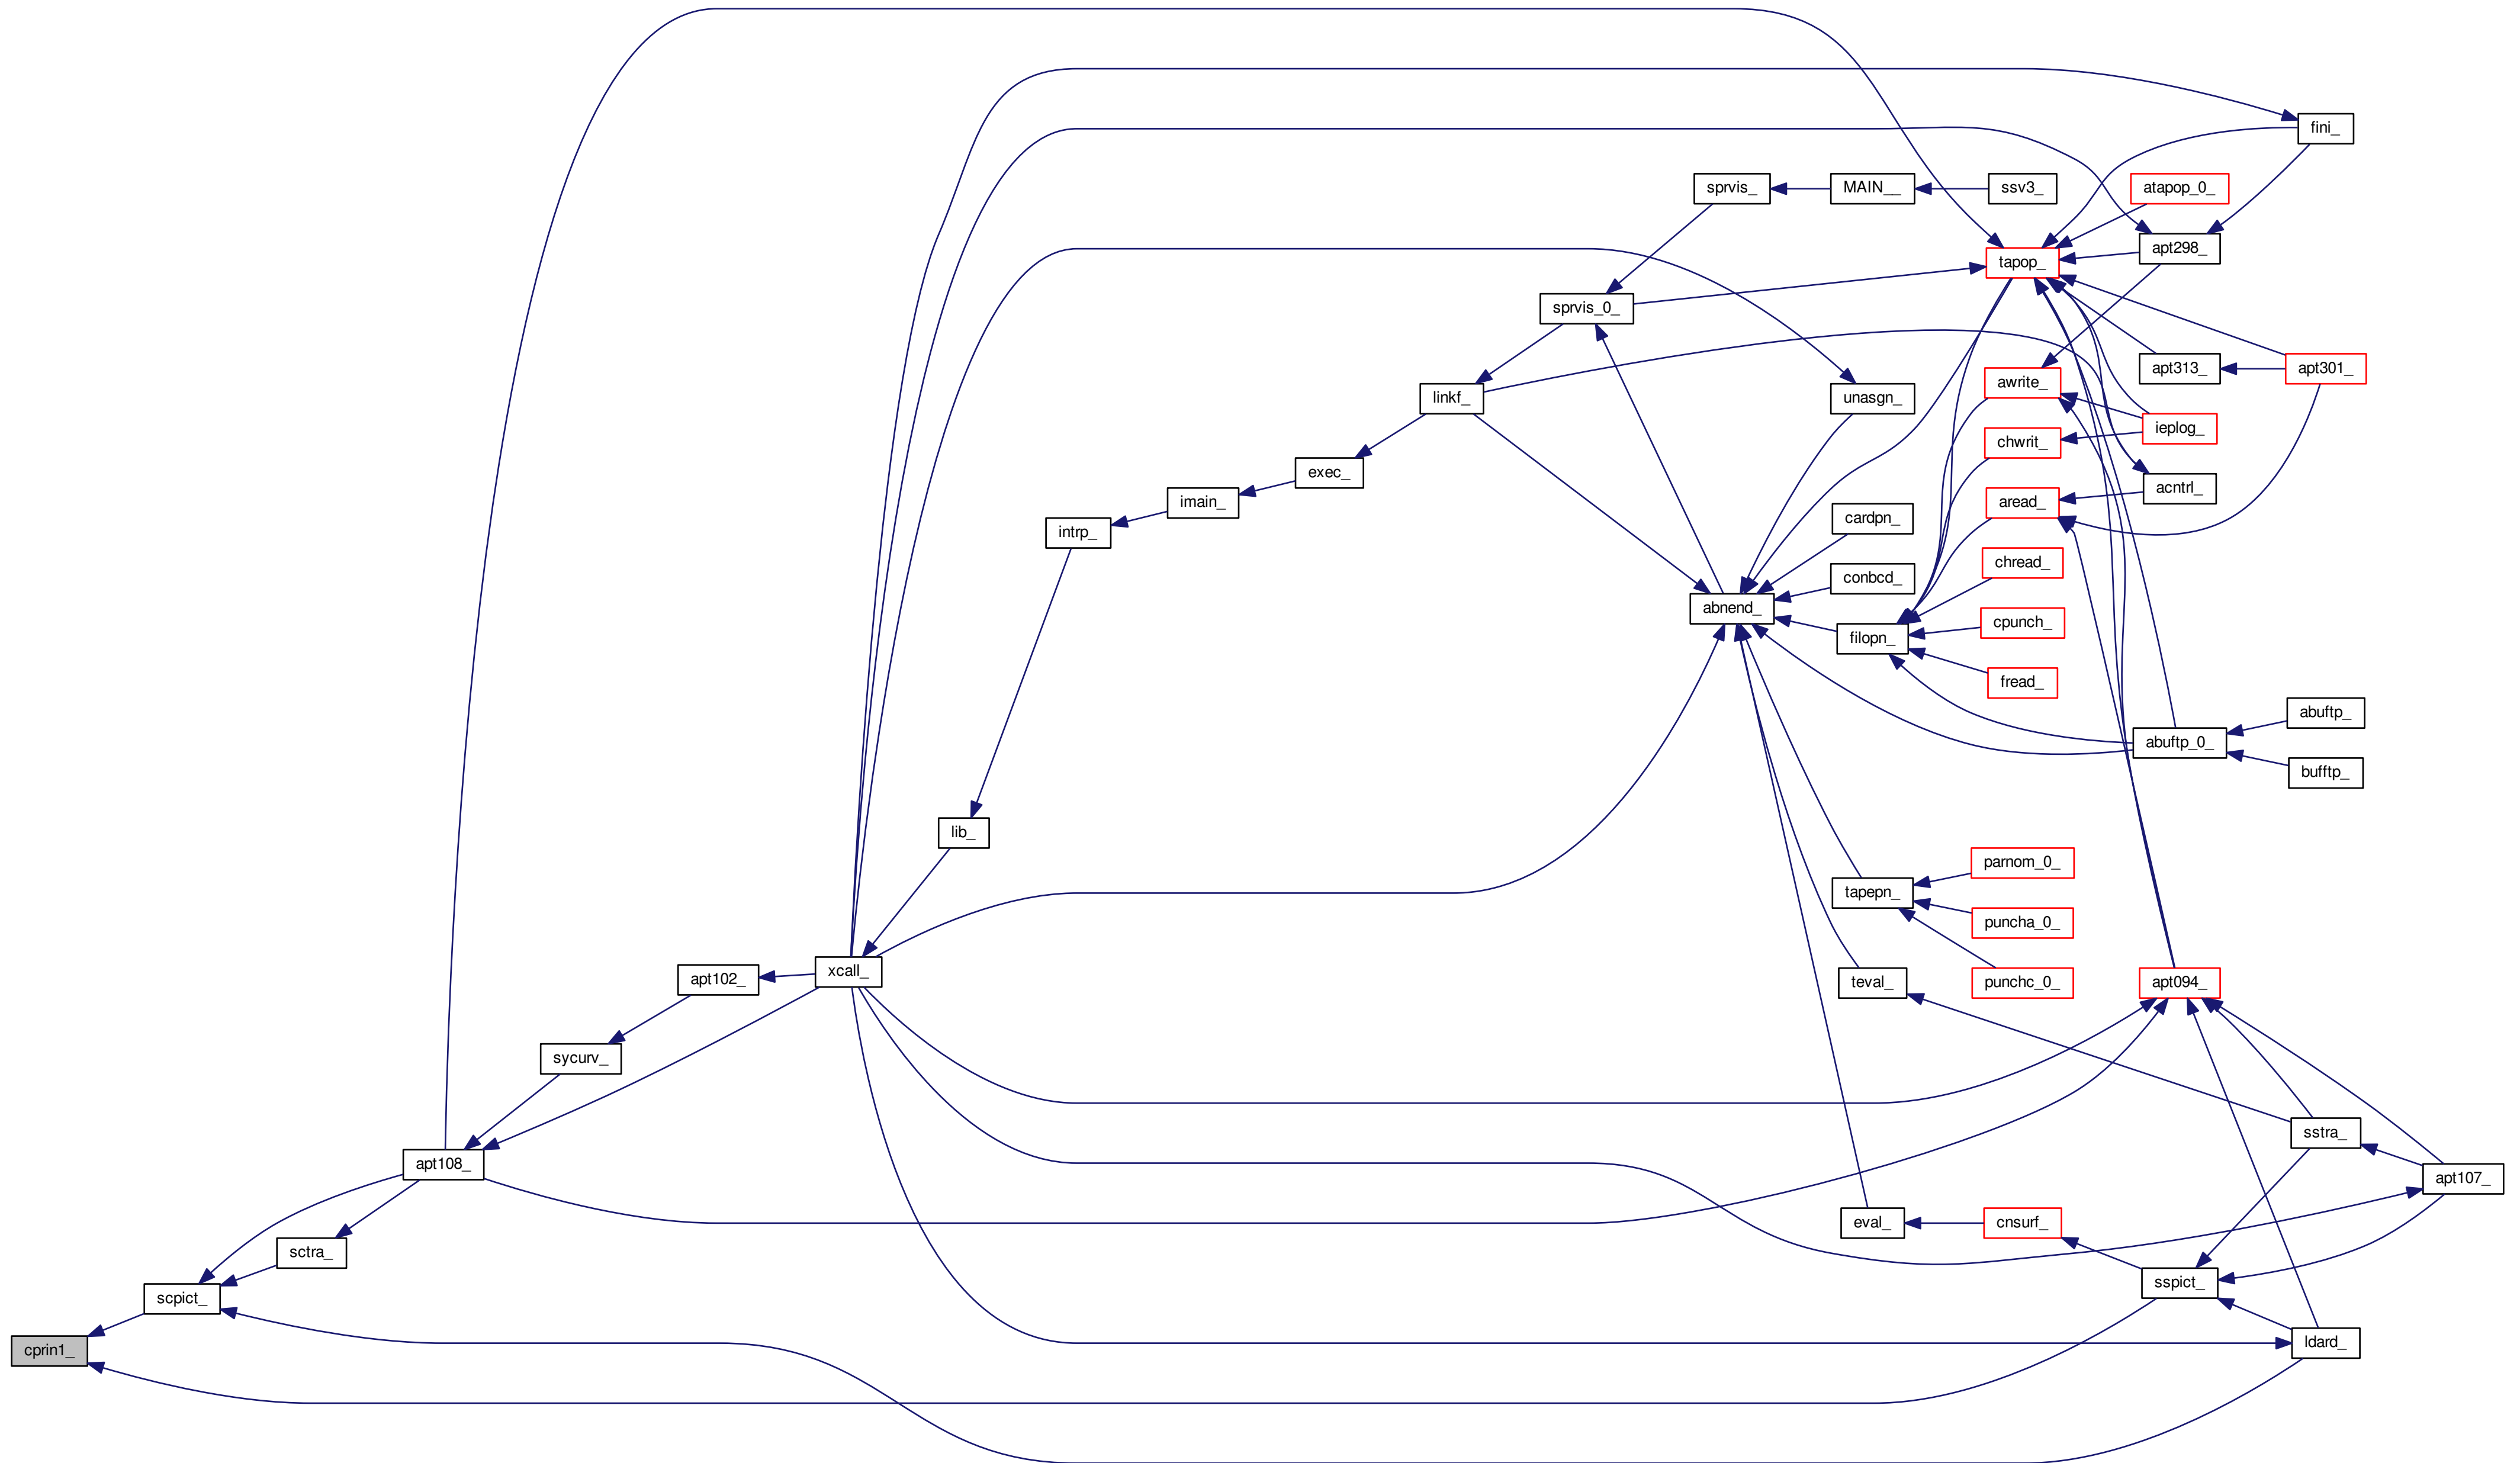 fini_
sprvis_
MAIN__
ssv3_
atapop_0_
apt298_
tapop_
sprvis_0_
apt313_
apt301_
awrite_
linkf_
unasgn_
ieplog_
chwrit_
exec_
acntrl_
imain_
aread_
cardpn_
intrp_
chread_
conbcd_
abnend_
cpunch_
filopn_
fread_
abuftp_
abuftp_0_
bufftp_
lib_
parnom_0_
tapepn_
puncha_0_
xcall_
apt102_
teval_
punchc_0_
apt094_
sycurv_
sstra_
apt108_
apt107_
eval_
cnsurf_
sctra_
sspict_
scpict_
ldard_
cprin1_